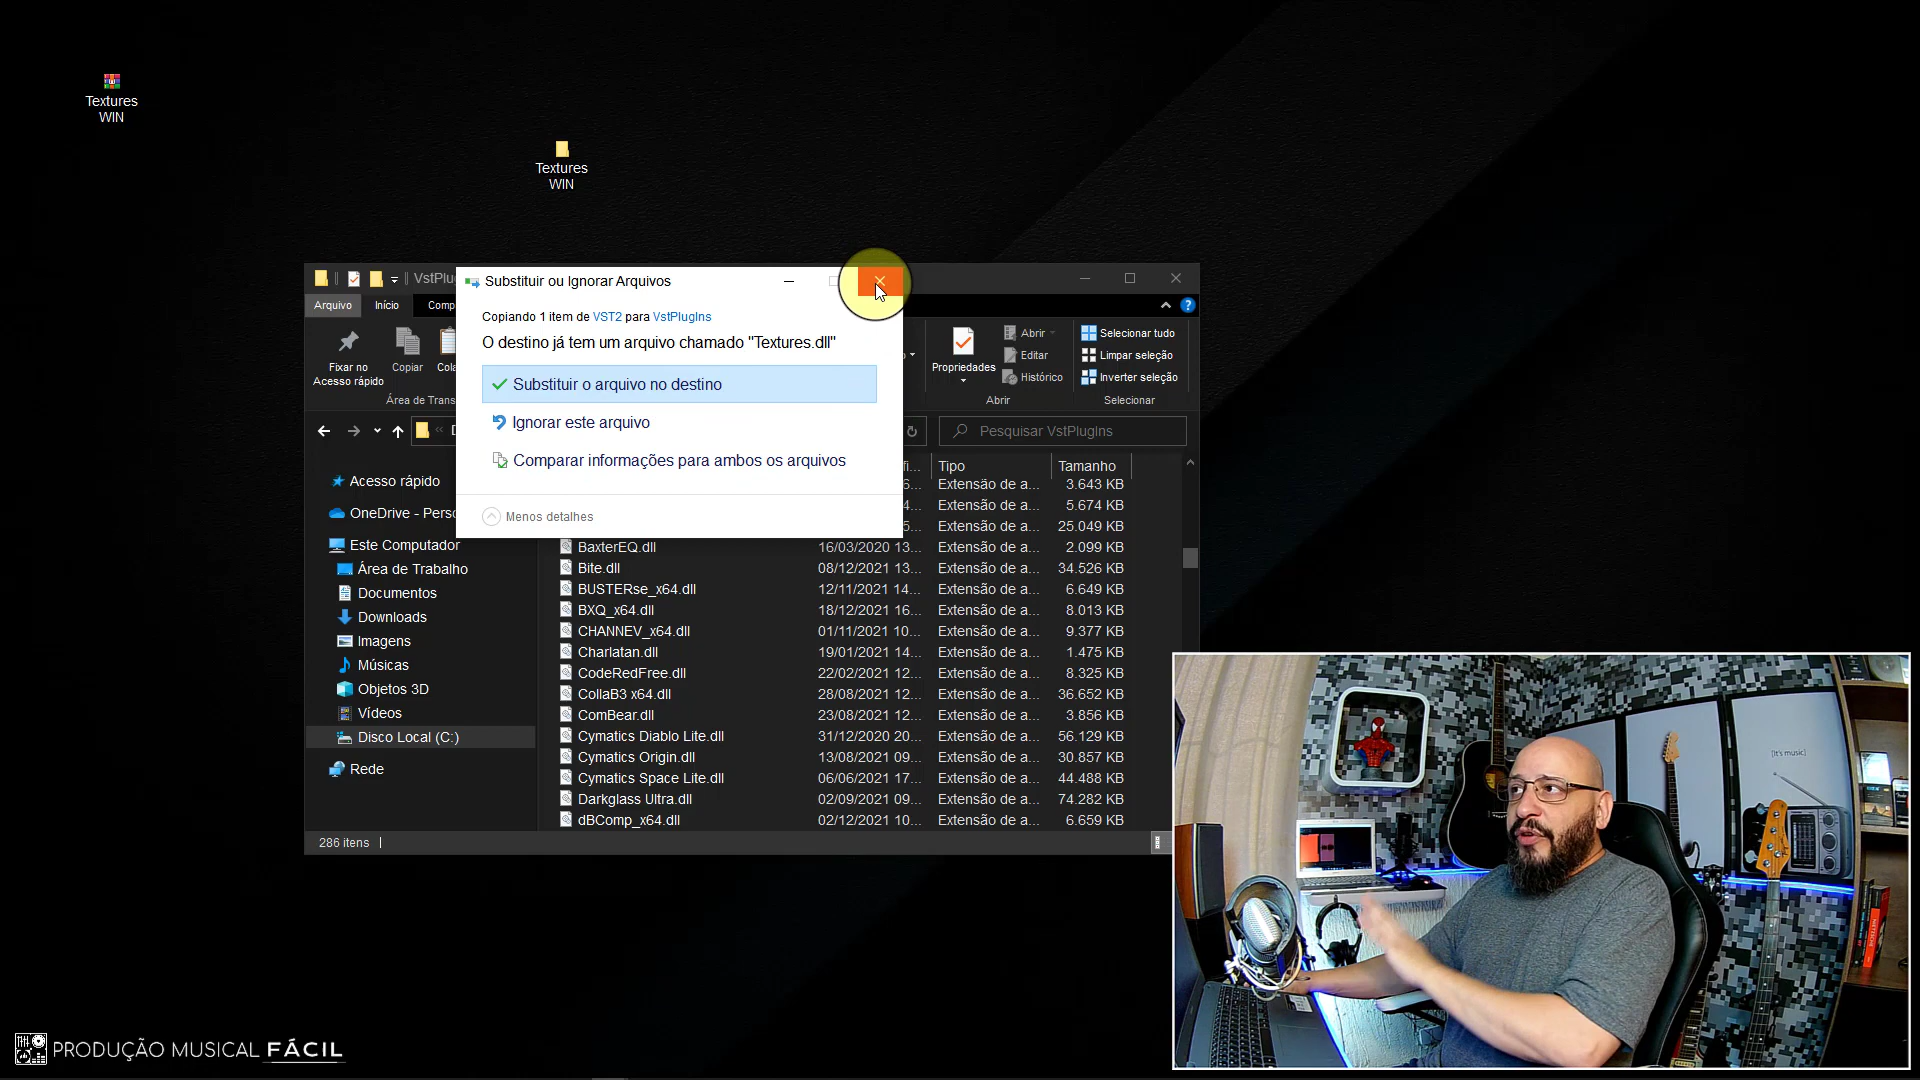 Textures
WIN
Textures
WIN
Substituir ou Ignorar Arquivos
Copiando 1 item de VST2 para VstPlugIns
O destino já tem um arquivo chamado "Textures.dll"
Substituir o arquivo no destino
Ignorar este arquivo
Comparar informações para ambos os arquivos
Menos detalhes
Arquivo
Início
Fixar no
Acesso rápido
Copiar
Propriedades
Abrir
Editar
Histórico
Abrir
Selecionar tudo
Limpar seleção
Inverter seleção
Selecionar
Pesquisar VstPlugIns
Acesso rápido
Este Computador
Área de Trabalho
Documentos
Downloads
Imagens
Músicas
Objetos 3D
Vídeos
Disco Local (C:)
Rede
Tipo Tamanho
Extensão de a... 3.643 KB
Extensão de a... 5.674 KB
Extensão de a... 25.049 KB
BaxterEQ.dll 16/03/2020 13... Extensão de a... 2.099 KB
Bite.dll 08/12/2021 13... Extensão de a... 34.526 KB
BUSTERse_x64.dll 12/11/2021 14... Extensão de a... 6.649 KB
BXQ_x64.dll 18/12/2021 16... Extensão de a... 8.013 KB
CHANNEV_x64.dll 01/11/2021 10... Extensão de a... 9.377 KB
Charlatan.dll 19/01/2021 14... Extensão de a... 1.475 KB
CodeRedFree.dll 22/02/2021 12... Extensão de a... 8.325 KB
CollaB3 x64.dll 28/08/2021 12... Extensão de a... 36.652 KB
ComBear.dll 23/08/2021 12... Extensão de a... 3.856 KB
Cymatics Diablo Lite.dll 31/12/2020 20... Extensão de a... 56.129 KB
Cymatics Origin.dll 13/08/2021 09... Extensão de a... 30.857 KB
Cymatics Space Lite.dll 06/06/2021 17... Extensão de a... 44.488 KB
Darkglass Ultra.dll 02/09/2021 09... Extensão de a... 74.282 KB
dBComp_x64.dll 02/12/2021 10... Extensão de a... 6.659 KB
286 itens
[It's music]
PRODUÇÃO MUSICAL FÁCIL